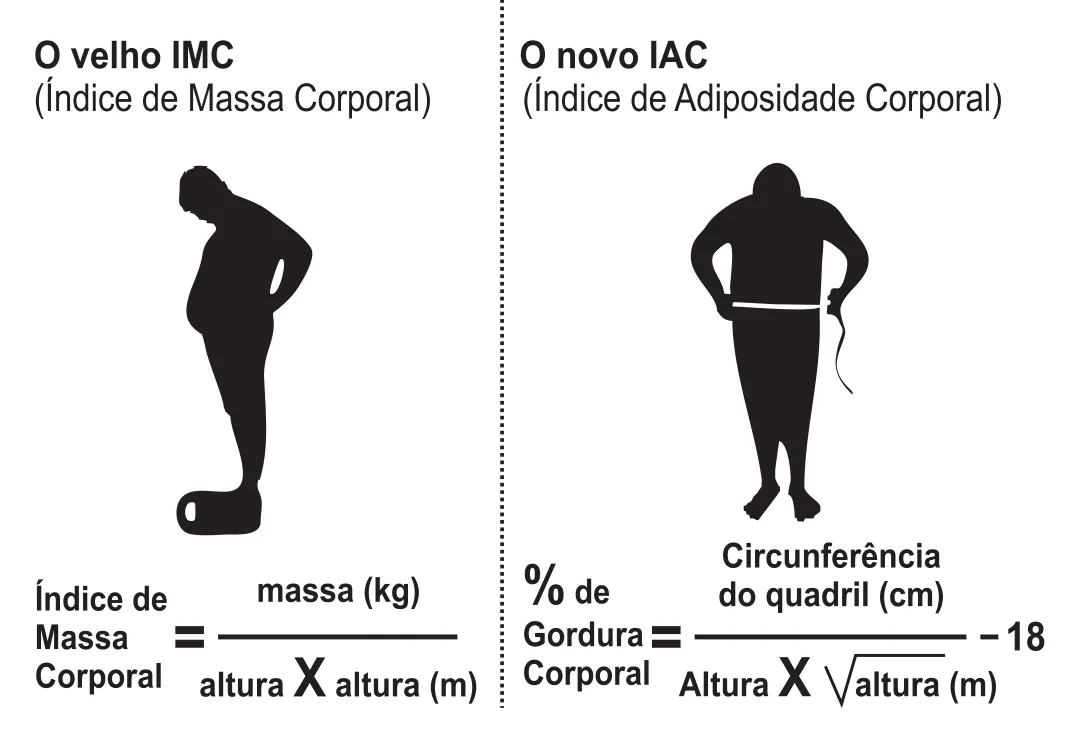 O velho IMC
(Índice de Massa Corporal)
Índice de
Massa
Corporal
=
massa (kg)
altura X altura (m)
O novo IAC
(Índice de Adiposidade Corporal)
% de
Gordura
Corporal
=
Circunferência
do quadril (cm)
Altura X √altura (m)
– 18